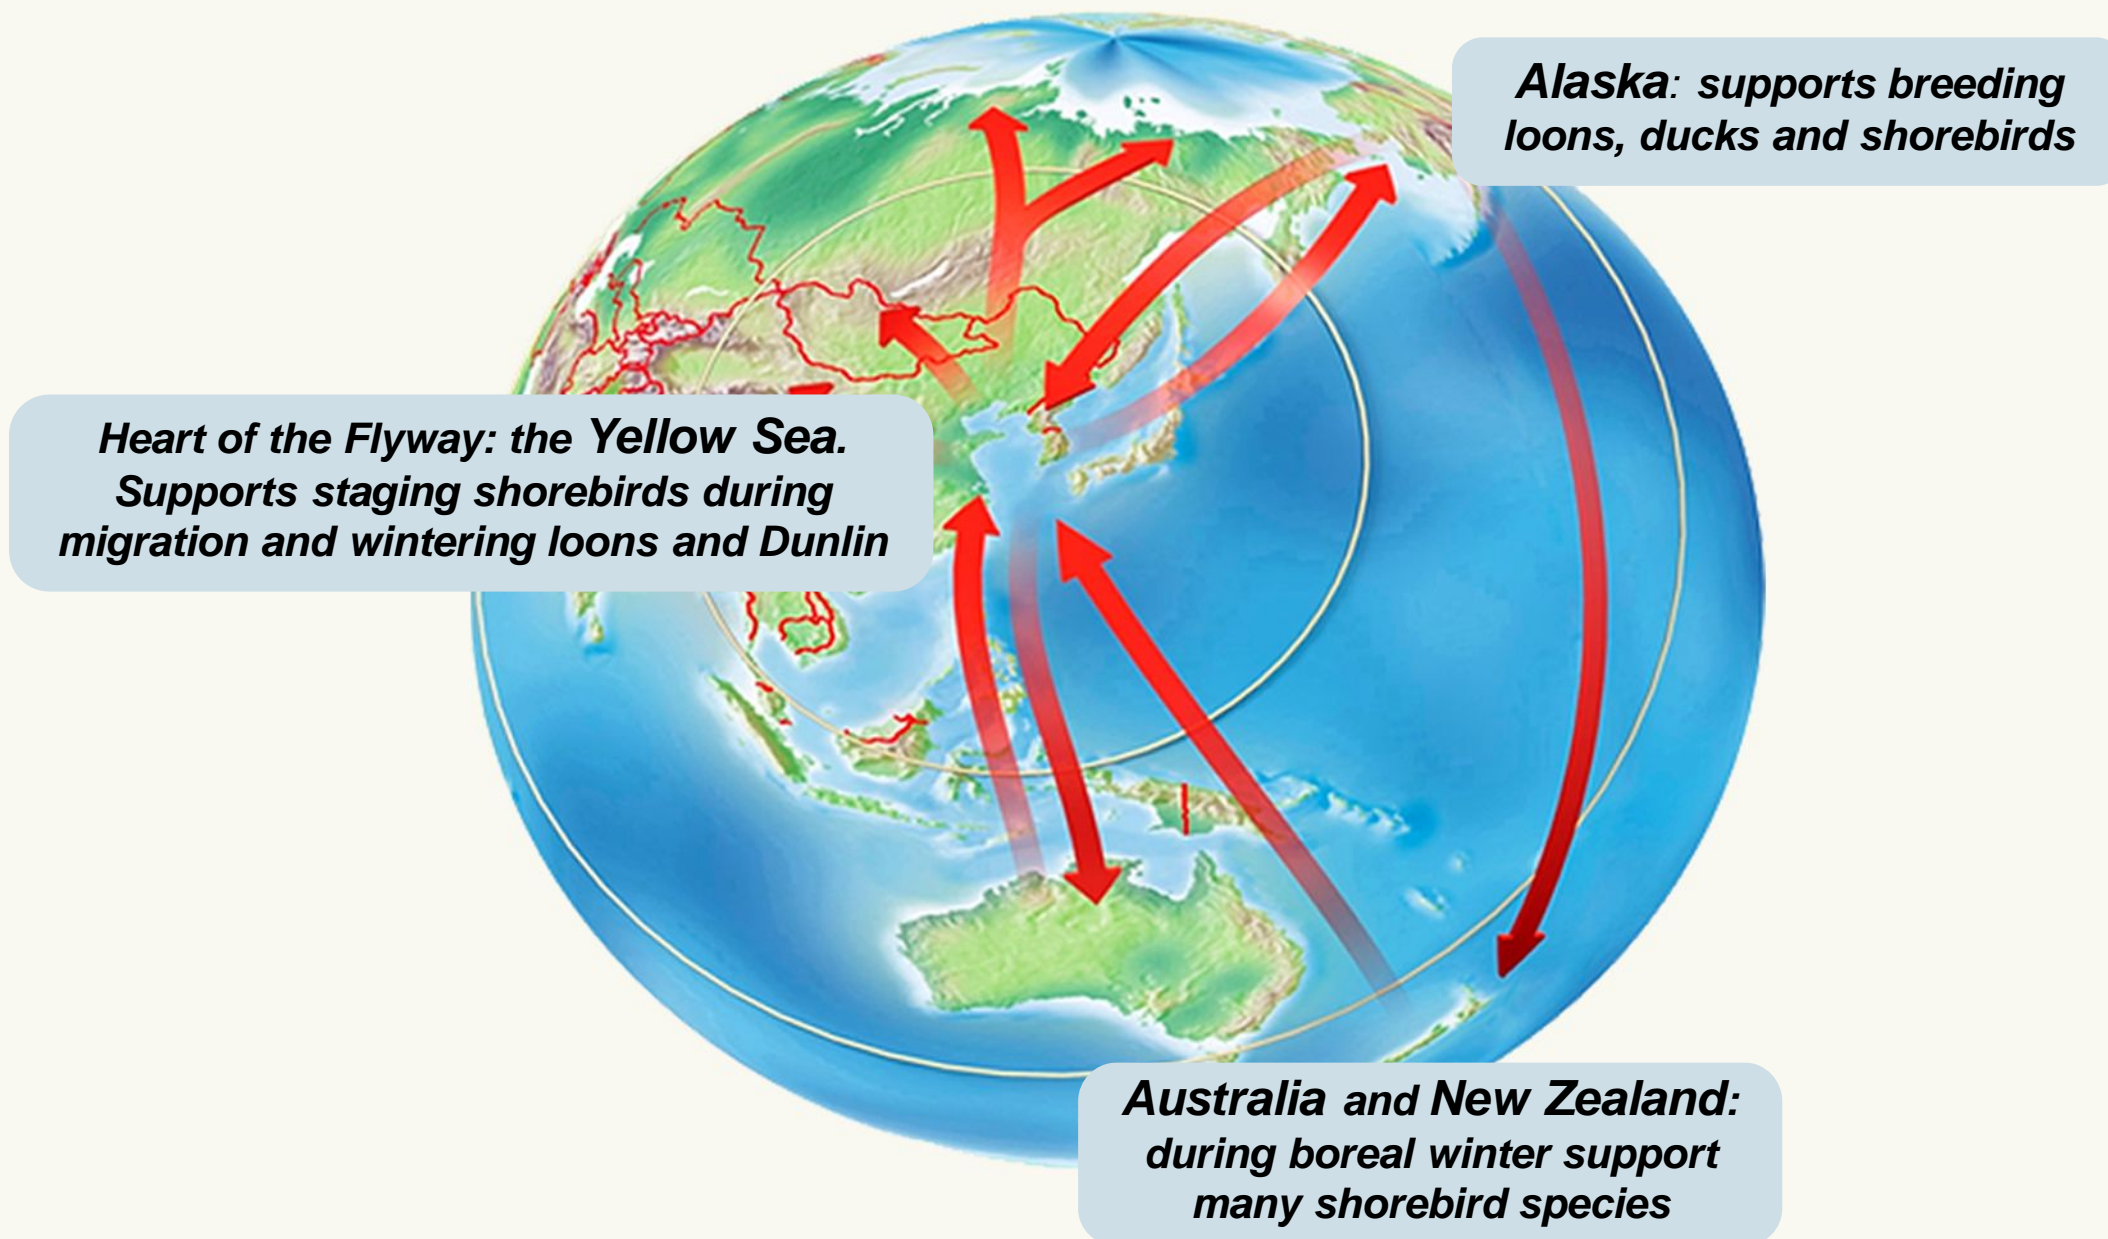 Alaska: supports breeding
loons, ducks and shorebirds
Heart of the Flyway: the Yellow Sea.
Supports staging shorebirds during
migration and wintering loons and Dunlin
Australia and New Zealand:
during boreal winter support
many shorebird species